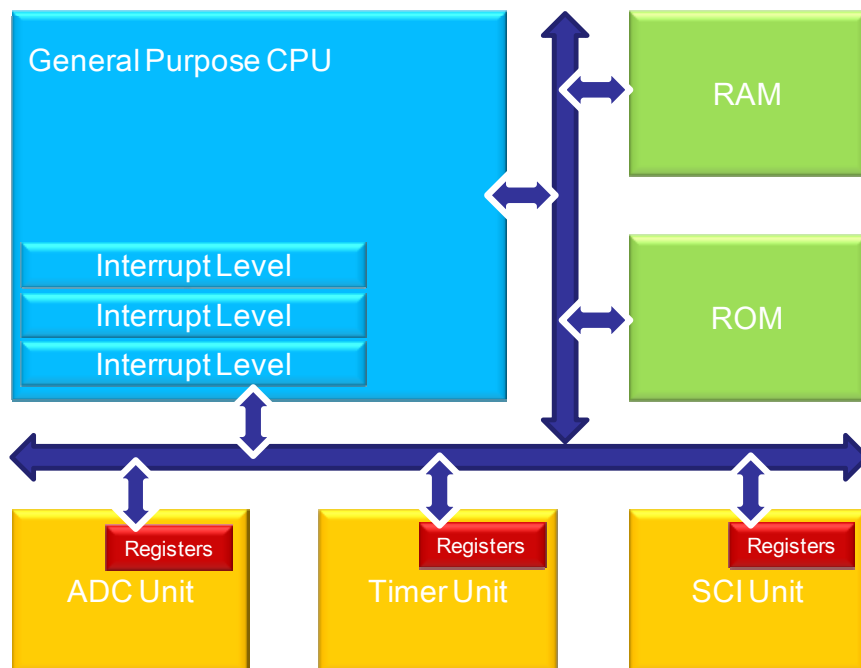 General Purpose CPU
RAM
Interrupt Level
Interrupt Level
Interrupt Level
ROM
Registers
ADC Unit
Registers
Timer Unit
Registers
SCI Unit